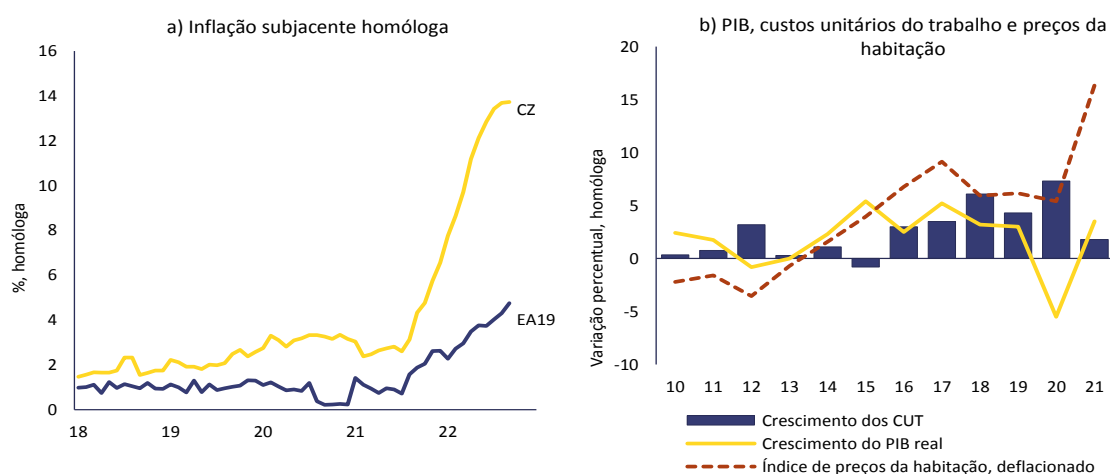 a) Inflação subjacente homóloga
%, homóloga
16
14
12
10
8
6
4
2
0
18 19 20 21 22
CZ
EA19
b) PIB, custos unitários do trabalho e preços da
habitação
Variação percentual, homóloga
20
15
10
5
0
-5
-10
10 11 12 13 14 15 16 17 18 19 20 21
Crescimento dos CUT
Crescimento do PIB real
Índice de preços da habitação, deflacionado